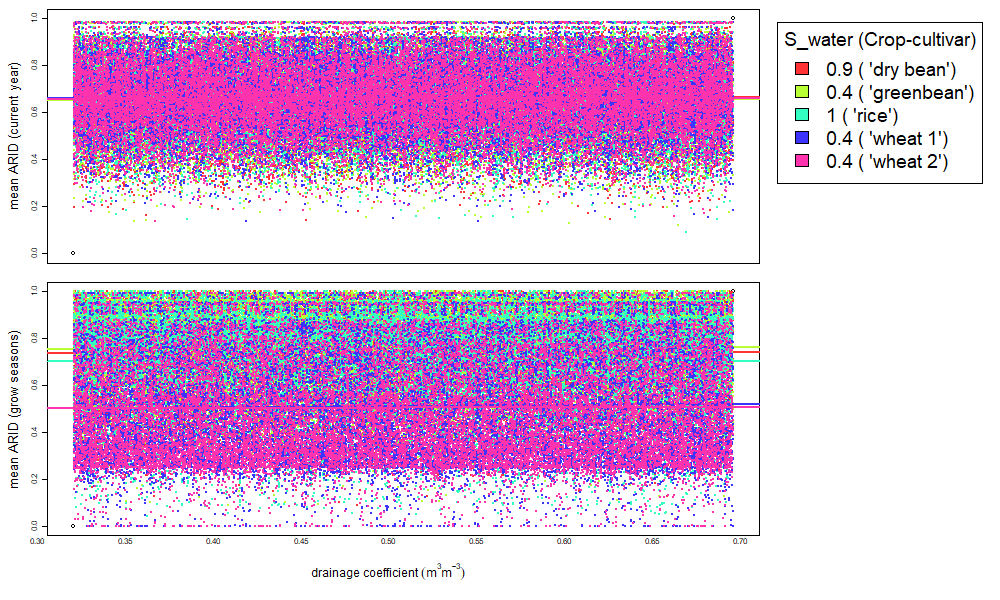 mean ARID (current year)
1.0
0.8
0.6
0.4
0.2
0.0
S_water (Crop-cultivar)
0.9 ( 'dry bean')
0.4 ( 'greenbean')
1 ( 'rice')
0.4 ( 'wheat 1')
0.4 ( 'wheat 2')
mean ARID (grow seasons)
1.0
0.8
0.6
0.4
0.2
0.0
0.30 0.35 0.40 0.45 0.50 0.55 0.60 0.65 0.70
drainage coefficient (m³m⁻³)